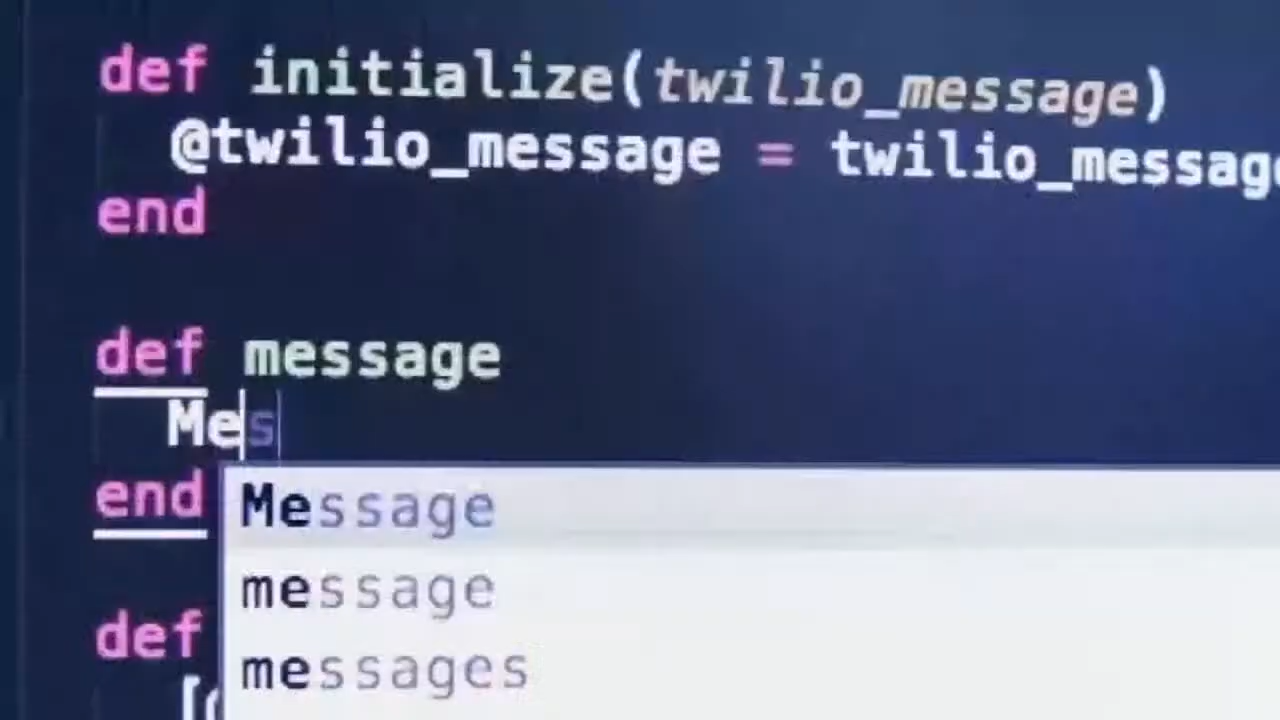 def initialize(twilio_message)
@twilio_message = twilio_messag
end
def message
Mes
end
Message
message
messages
def